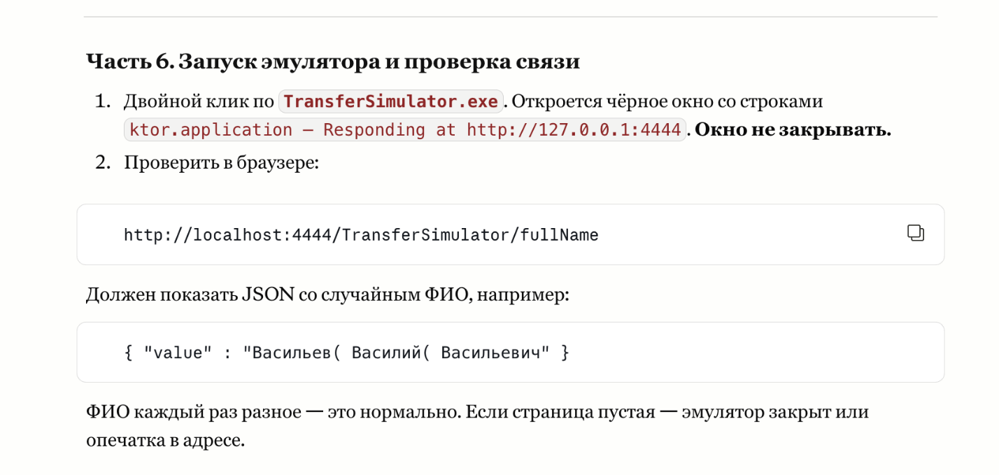 Часть 6. Запуск эмулятора и проверка связи
1. Двойной клик по TransferSimulator.exe. Откроется чёрное окно со строками
ktor.application — Responding at http://127.0.0.1:4444. Окно не закрывать.
2. Проверить в браузере:
http://localhost:4444/TransferSimulator/fullName
Должен показать JSON со случайным ФИО, например:
{ "value" : "Васильев( Василий( Васильевич" }
ФИО каждый раз разное — это нормально. Если страница пустая — эмулятор закрыт или
опечатка в адресе.